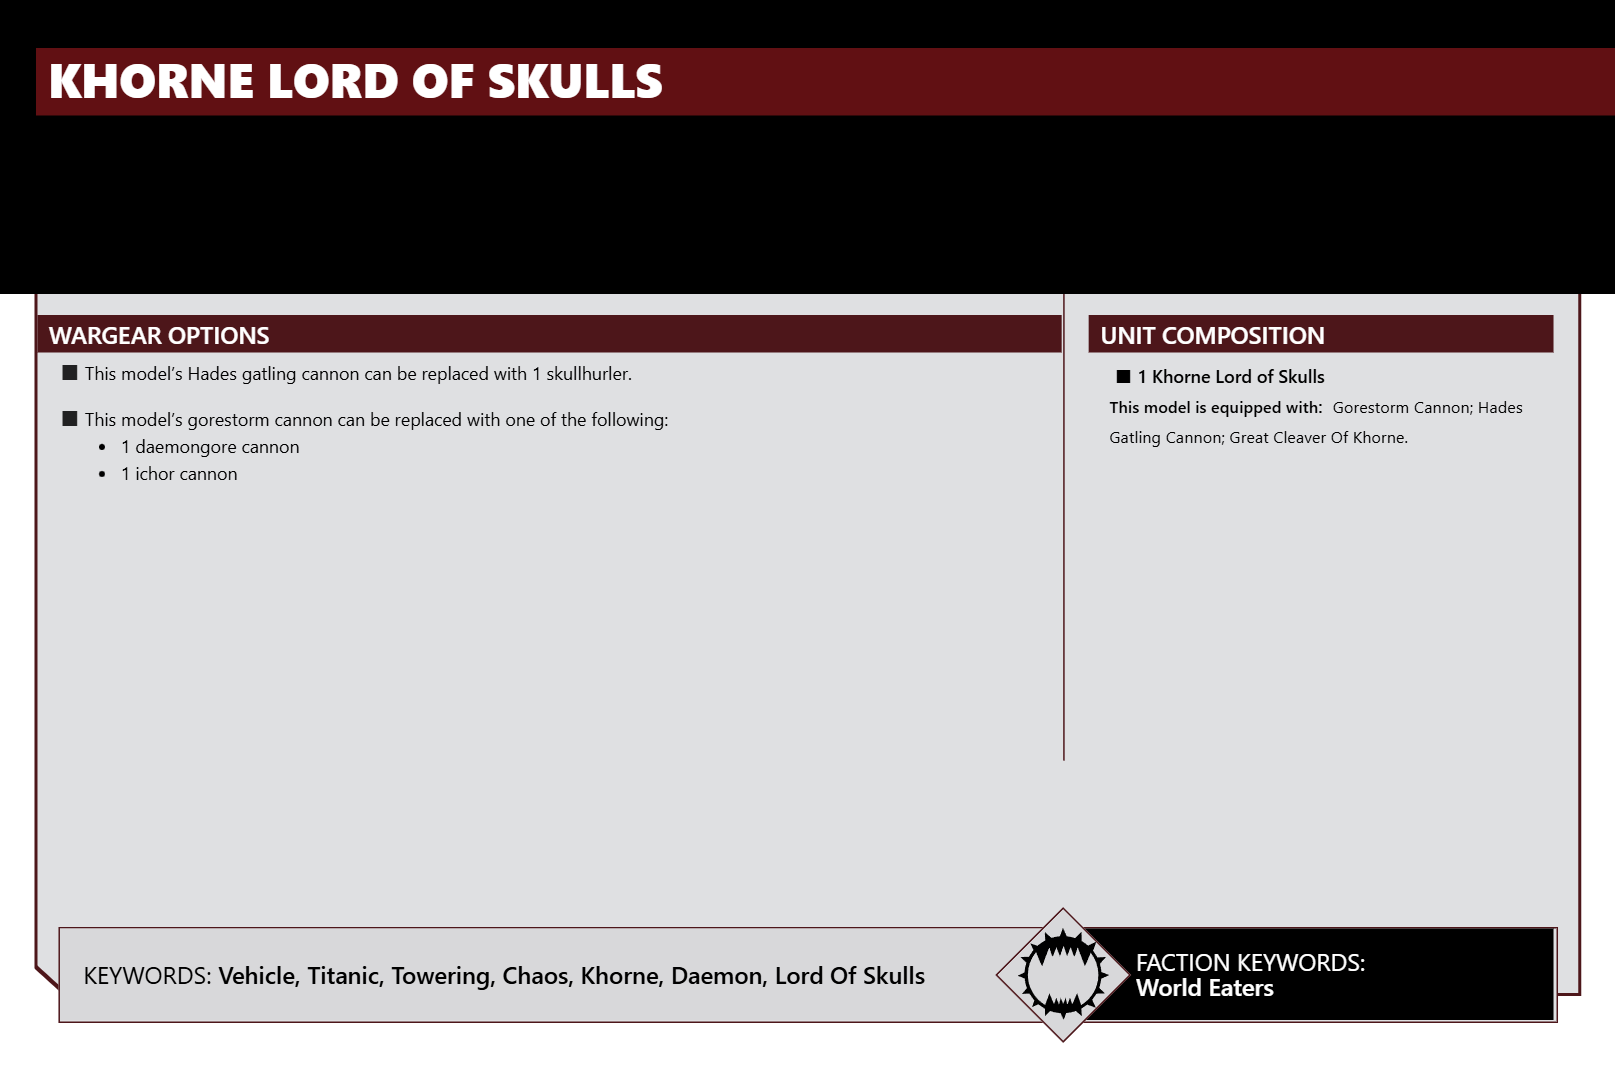 KHORNE LORD OF SKULLS
WARGEAR OPTIONS
■ This model’s Hades gatling cannon can be replaced with 1 skullhurler.
■ This model’s gorestorm cannon can be replaced with one of the following:
• 1 daemongore cannon
• 1 ichor cannon
UNIT COMPOSITION
■ 1 Khorne Lord of Skulls
This model is equipped with: Gorestorm Cannon; Hades
Gatling Cannon; Great Cleaver Of Khorne.
KEYWORDS: Vehicle, Titanic, Towering, Chaos, Khorne, Daemon, Lord Of Skulls
FACTION KEYWORDS:
World Eaters